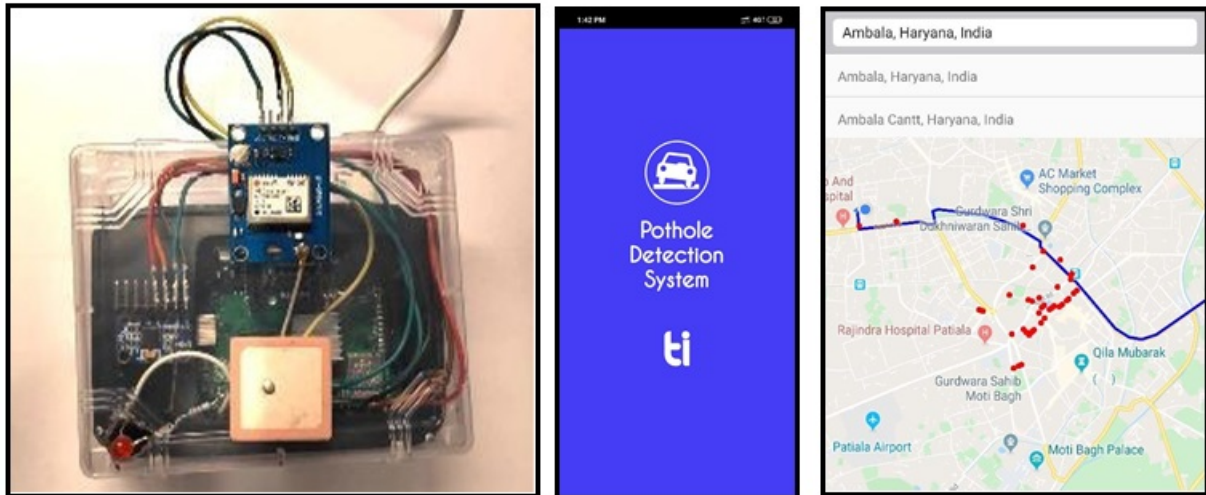 1:42 PM
Pothole
Detection
System
ti
Ambala, Haryana, India
Ambala, Haryana, India
Ambala Cantt, Haryana, India
AC Market
Shopping Complex
Gurdwara Shri
Dukhniwaran Sahib
Rajindra Hospital Patiala
Qila Mubarak
( )
Gurdwara Sahib
Moti Bagh
Patiala Airport
Moti Bagh Palace